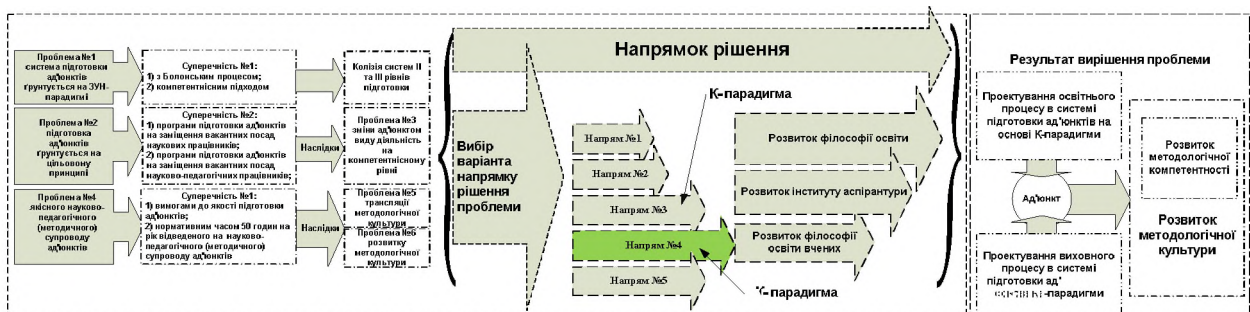 Проблема №1
система підготовки
ад'юнктів
ґрунтується на ЗУН-
парадигмі
Суперечність №1:
1) з Болонським процесом;
2) компетентнісним підходом
Колізія систем ІІ
та ІІІ рівнів
підготовки
Проблема №2
підготовка
ад'юнктів
ґрунтується на
цільовому
принципі
Суперечність №2:
1) програми підготовки ад'юнктів
на заміщення вакантних посад
наукових працівників;
2) програми підготовки ад'юнктів
на заміщення вакантних посад
науково-педагогічних працівників;
Наслідки
Проблема №3
зміни ад'юнктом
виду діяльність на
компетентнісному
рівні
Проблема №4
якісного науково-
педагогічного
(методичного)
супроводу
ад'юнктів
Суперечність №1:
1) вимогами до якості підготовки
ад'юнктів;
2) нормативним часом 50 годин на
рік відведеного на науково-
педагогічного (методичного)
супроводу ад'юнктів
Наслідки
Проблема №5
трансляції
методологічної
культури
Проблема №6
розвитку
методологічної
культури
Напрямок рішення
Вибір
варіанта
напрямку
рішення
проблеми
К-парадигма
Напрям №1
Напрям №2
Напрям №3
Напрям №4
Напрям №5
-парадигма
Розвиток філософії освіти
Розвиток інституту аспірантури
Розвиток філософії
освіти вчених
Результат вирішення проблеми
Проектування освітнього
процесу в системі
підготовки ад'юнктів на
основі К-парадигми
Ад'юнкт
Проектування виховного
процесу в системі
підготовки ад'
-парадигми
Розвиток
методологічної
компетентності
Розвиток
методологічної
культури